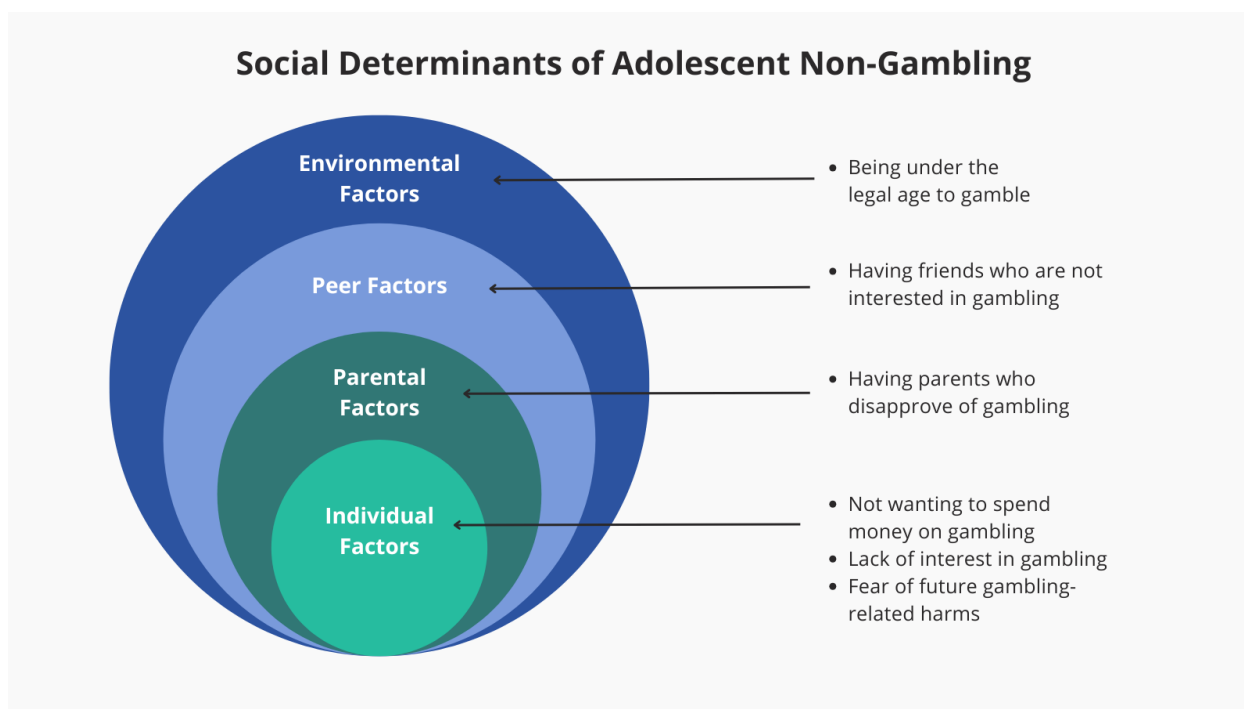 Social Determinants of Adolescent Non-Gambling
Environmental
Factors
• Being under the
legal age to gamble
Peer Factors
• Having friends who are not
interested in gambling
Parental
Factors
• Having parents who
disapprove of gambling
Individual
Factors
• Not wanting to spend
money on gambling
• Lack of interest in gambling
• Fear of future gambling-
related harms